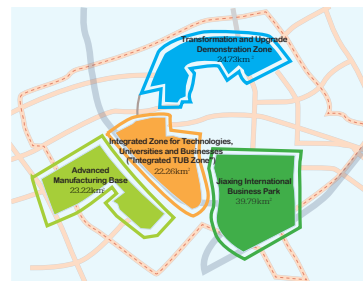 Transformation and Upgrade
Demonstration Zone
24.73km²
Integrated Zone for Technologies,
Universities and Businesses
("Integrated TUB Zone")
22.26km²
Advanced
Manufacturing Base
23.22km²
Jiaxing International
Business Park
39.79km²